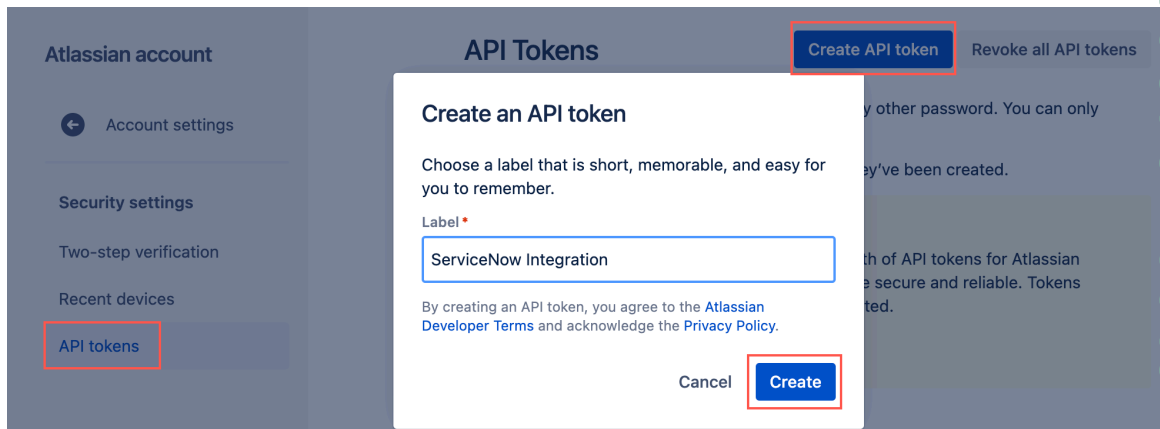 Atlassian account
Account settings
Security settings
Two-step verification
Recent devices
API tokens
API Tokens
Create API token
Revoke all API tokens
other password. You can only
they've been created.
of API tokens for Atlassian
secure and reliable. Tokens
Create an API token
Choose a label that is short, memorable, and easy for
you to remember.
Label*
ServiceNow Integration
By creating an API token, you agree to the Atlassian
Developer Terms and acknowledge the Privacy Policy.
Cancel
Create